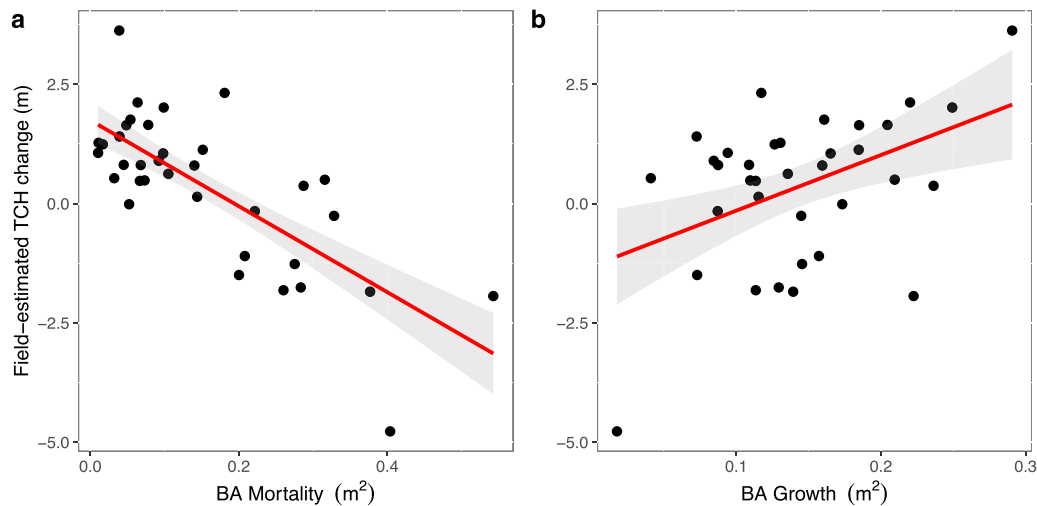 a
b
Field−estimated TCH change (m)
2.5
0.0
−2.5
−5.0
0.0
0.2
0.4
BA Mortality (m²)
2.5
0.0
−2.5
−5.0
0.1
0.2
0.3
BA Growth (m²)